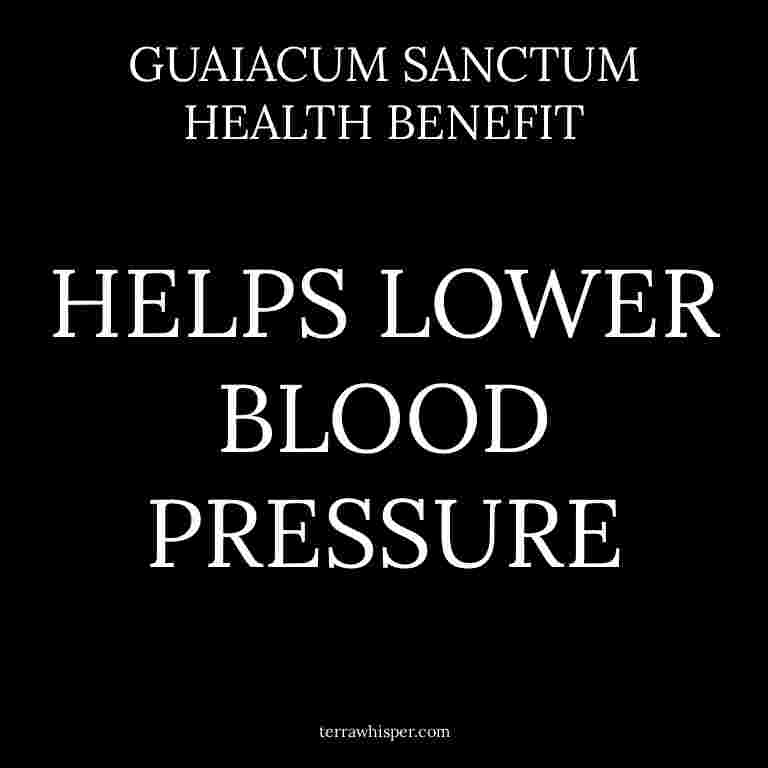 GUAIACUM SANCTUM
HEALTH BENEFIT
HELPS LOWER
BLOOD
PRESSURE
terrawhisper.com